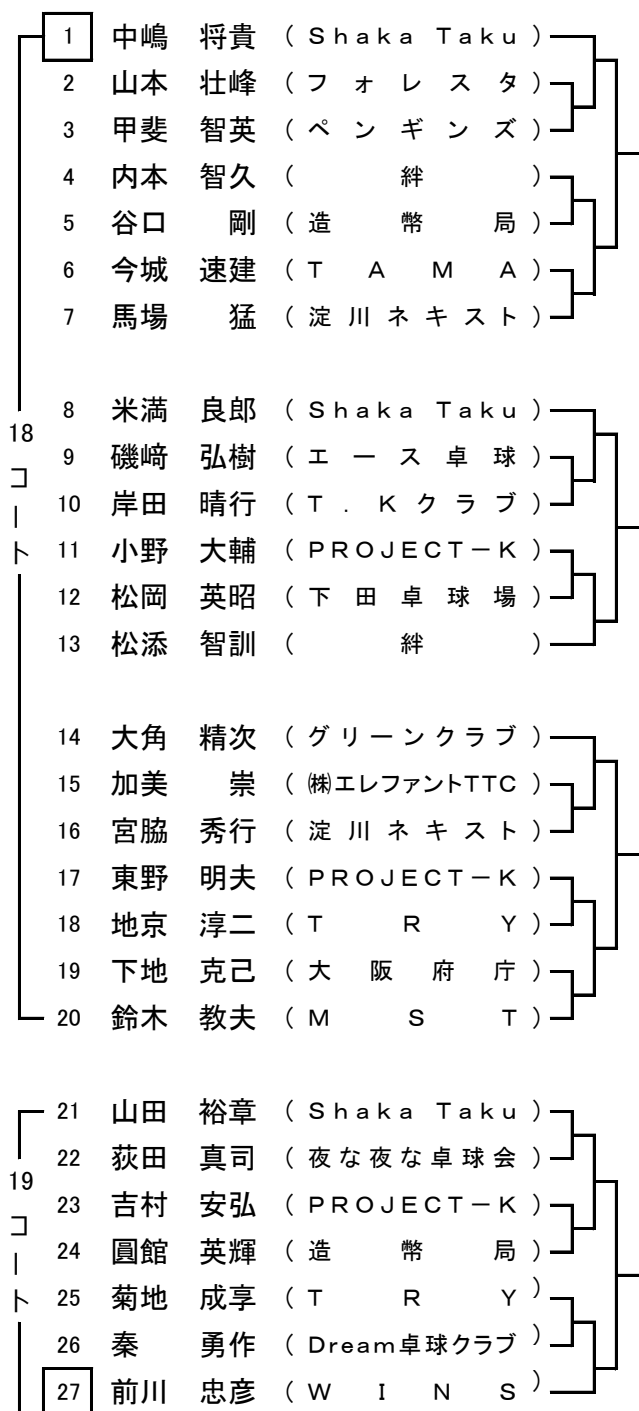 1 中嶋 将貴 (Shaka Taku)
2 山本 壮峰 (フォレスタ)
3 甲斐 智英 (ペンギンズ)
4 内本 智久 (絆)
5 谷口 剛 (造幣局)
6 今城 速建 (TAMA)
7 馬場 猛 (淀川ネキスト)
18コート
8 米満 良郎 (Shaka Taku)
9 磯﨑 弘樹 (エース卓球)
10 岸田 晴行 (T.Kクラブ)
11 小野 大輔 (PROJECT-K)
12 松岡 英昭 (下田卓球場)
13 松添 智訓 (絆)
14 大角 精次 (グリーンクラブ)
15 加美 崇 (㈱エレファントTTC)
16 宮脇 秀行 (淀川ネキスト)
17 東野 明夫 (PROJECT-K)
18 地京 淳二 (TRY)
19 下地 克己 (大阪府庁)
20 鈴木 教夫 (MST)
19コート
21 山田 裕章 (Shaka Taku)
22 荻田 真司 (夜な夜な卓球会)
23 吉村 安弘 (PROJECT-K)
24 圓館 英輝 (造幣局)
25 菊地 成享 (TRY)
26 秦 勇作 (Dream卓球クラブ)
27 前川 忠彦 (WINS)